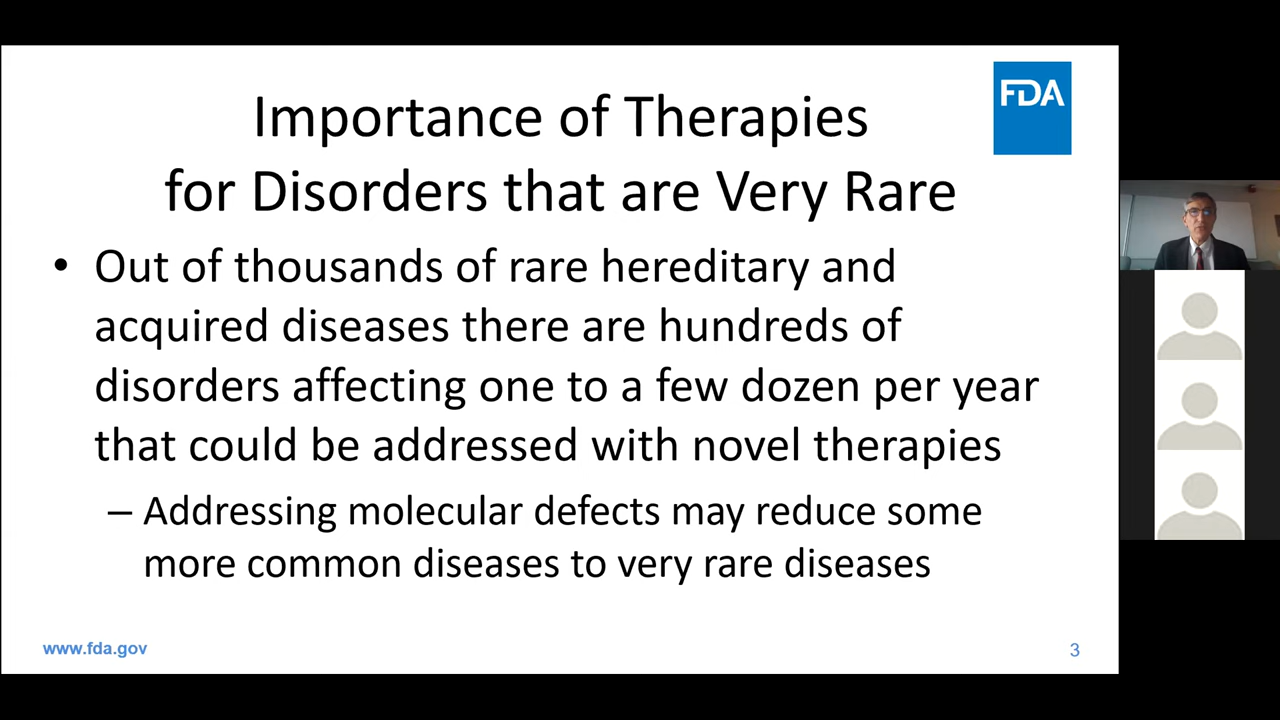 FDA
Importance of Therapies
for Disorders that are Very Rare
• Out of thousands of rare hereditary and
acquired diseases there are hundreds of
disorders affecting one to a few dozen per year
that could be addressed with novel therapies
– Addressing molecular defects may reduce some
more common diseases to very rare diseases
www.fda.gov
3